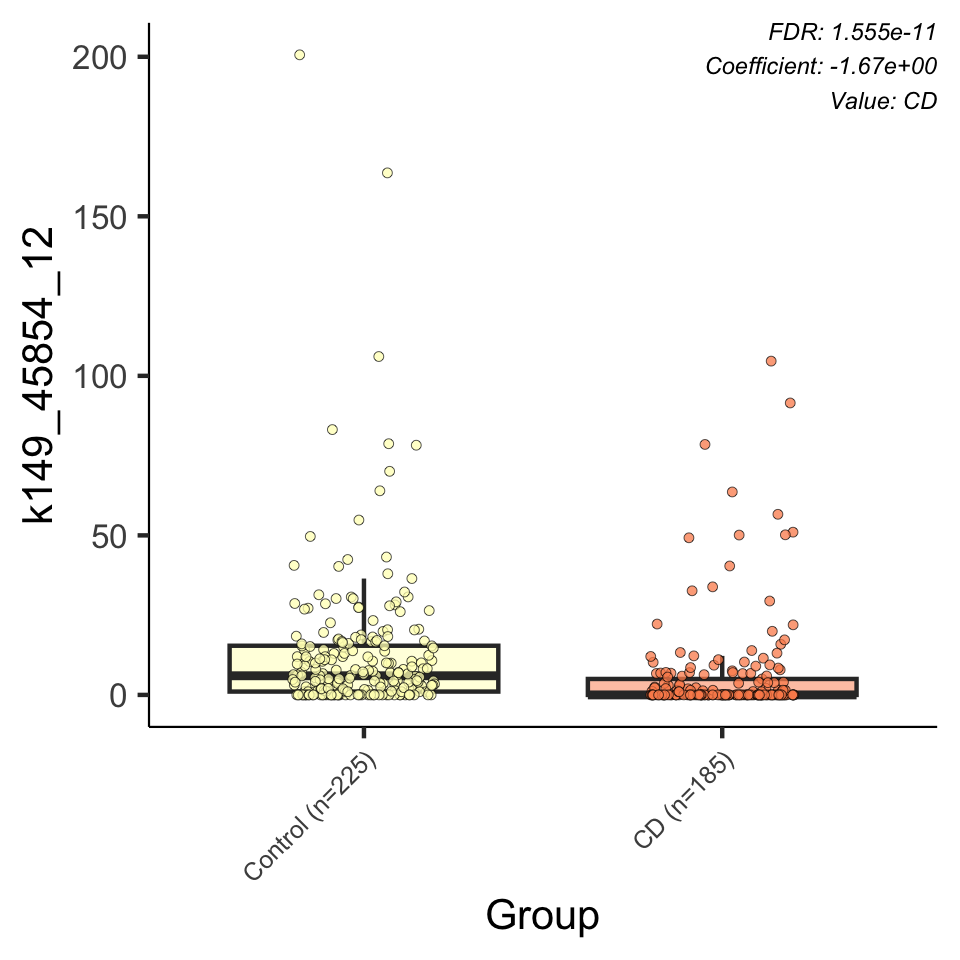 FDR: 1.555e-11
Coefficient: -1.67e+00
Value: CD
200
150
100
50
0
k149_45854_12
Control (n=225)
CD (n=185)
Group